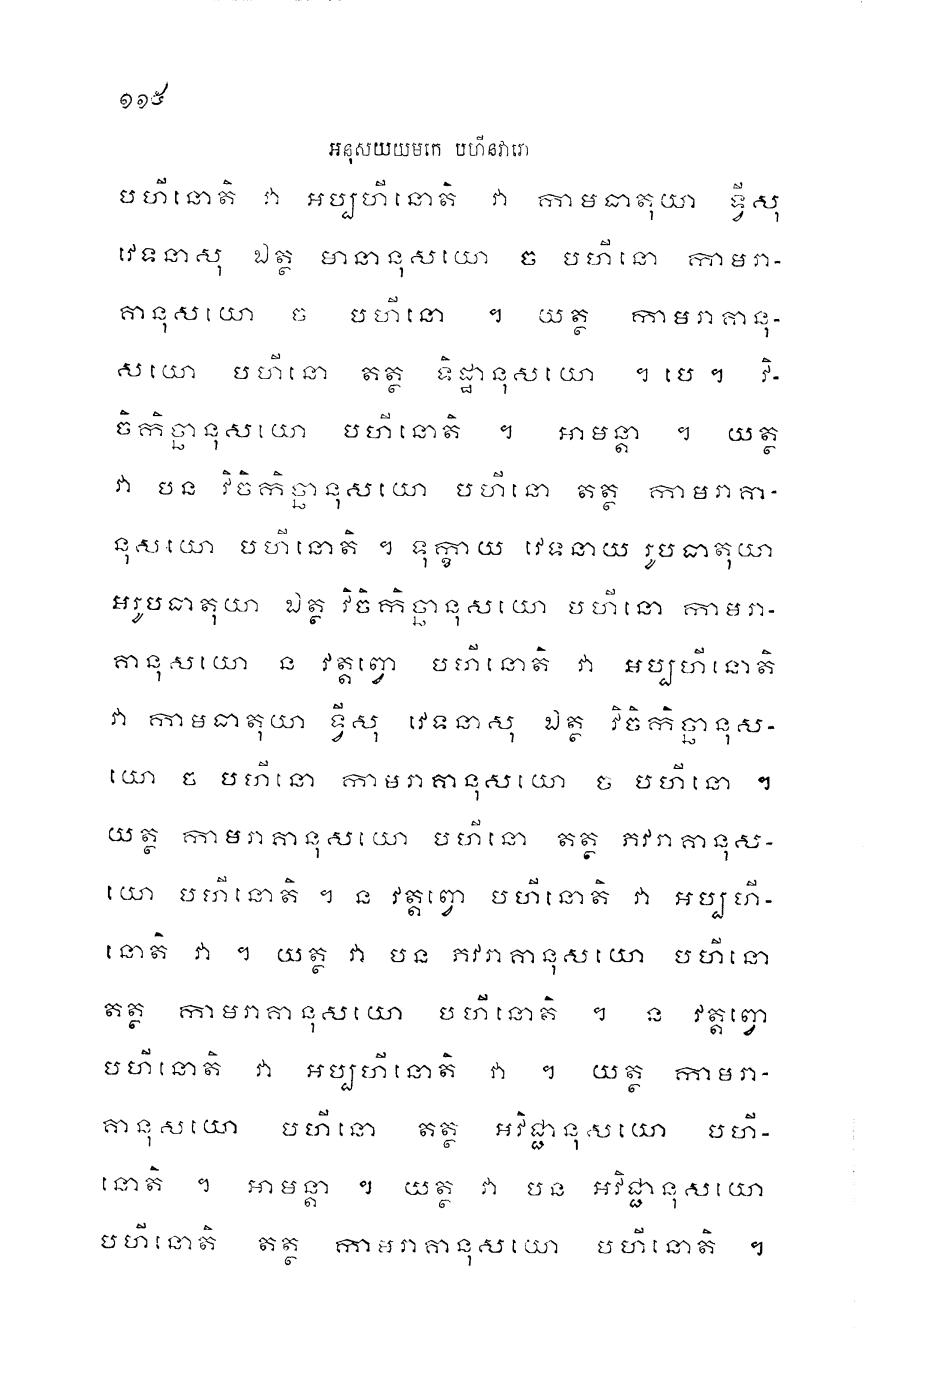 ១១៥
អនុសយយមកេ បហីនវារោ
បហីនោតិ វា អប្បហីនោតិ វា កាមធាតុយា ទ្វីសុ
វេទនាសុ ឯត្ថ មានានុសយោ ច បហីនោ កាមរា-
គានុសយោ ច បហីនោ ។ យត្ថ កាមរាគានុ-
សយោ បហីនោ តត្ថ ទិដ្ឋានុសយោ ។ បេ ។ វិ-
ចិកិច្ឆានុសយោ បហីនោតិ ។ អាមន្តា ។ យត្ថ
វា បន វិចិកិច្ឆានុសយោ បហីនោ តត្ថ កាមរាគា-
នុសយោ បហីនោតិ ។ ទុក្ខាយ វេទនាយ រូបធាតុយា
អរូបធាតុយា ឯត្ថ វិចិកិច្ឆានុសយោ បហីនោ កាមរា-
គានុសយោ ន វត្តព្វោ បហីនោតិ វា អប្បហីនោតិ
វា កាមធាតុយា ទ្វីសុ វេទនាសុ ឯត្ថ វិចិកិច្ឆានុស-
យោ ច បហីនោ កាមរាគានុសយោ ច បហីនោ ។
យត្ថ កាមរាគានុសយោ បហីនោ តត្ថ ភវរាគានុស-
យោ បហីនោតិ ។ ន វត្តព្វោ បហីនោតិ វា អប្បហី-
នោតិ វា ។ យត្ថ វា បន ភវរាគានុសយោ បហីនោ
តត្ថ កាមរាគានុសយោ បហីនោតិ ។ ន វត្តព្វោ
បហីនោតិ វា អប្បហីនោតិ វា ។ យត្ថ កាមរា-
គានុសយោ បហីនោ តត្ថ អវិជ្ជានុសយោ បហី-
នោតិ ។ អាមន្តា ។ យត្ថ វា បន អវិជ្ជានុសយោ
បហីនោតិ តត្ថ កាមរាគានុសយោ បហីនោតិ ។